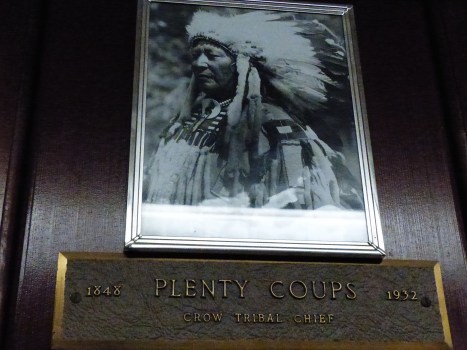 1848 PLENTY COUPS 1932
CROW TRIBAL CHIEF